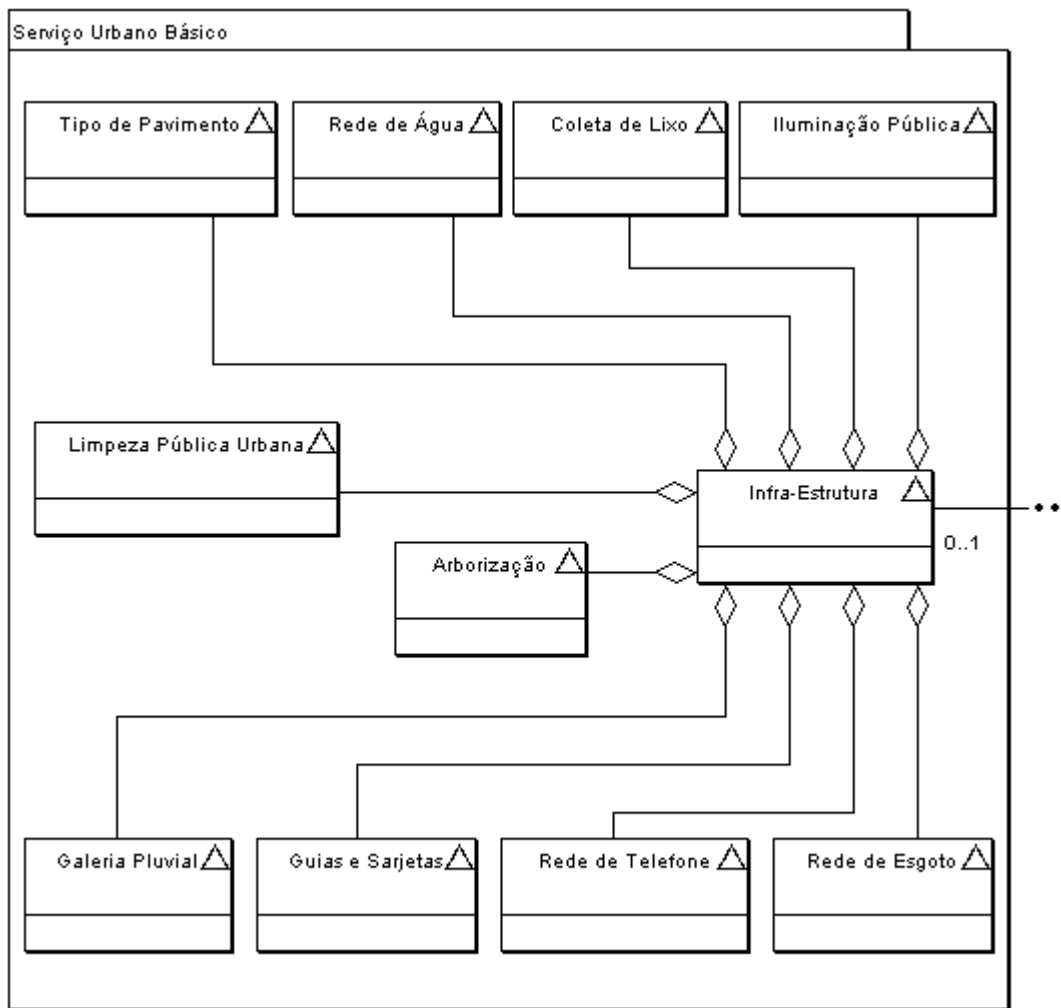 Serviço Urbano Básico
Tipo de Pavimento
Rede de Água
Coleta de Lixo
Iluminação Pública
Limpeza Pública Urbana
Infra-Estrutura
0..1
Arborização
Galeria Pluvial
Guias e Sarjetas
Rede de Telefone
Rede de Esgoto